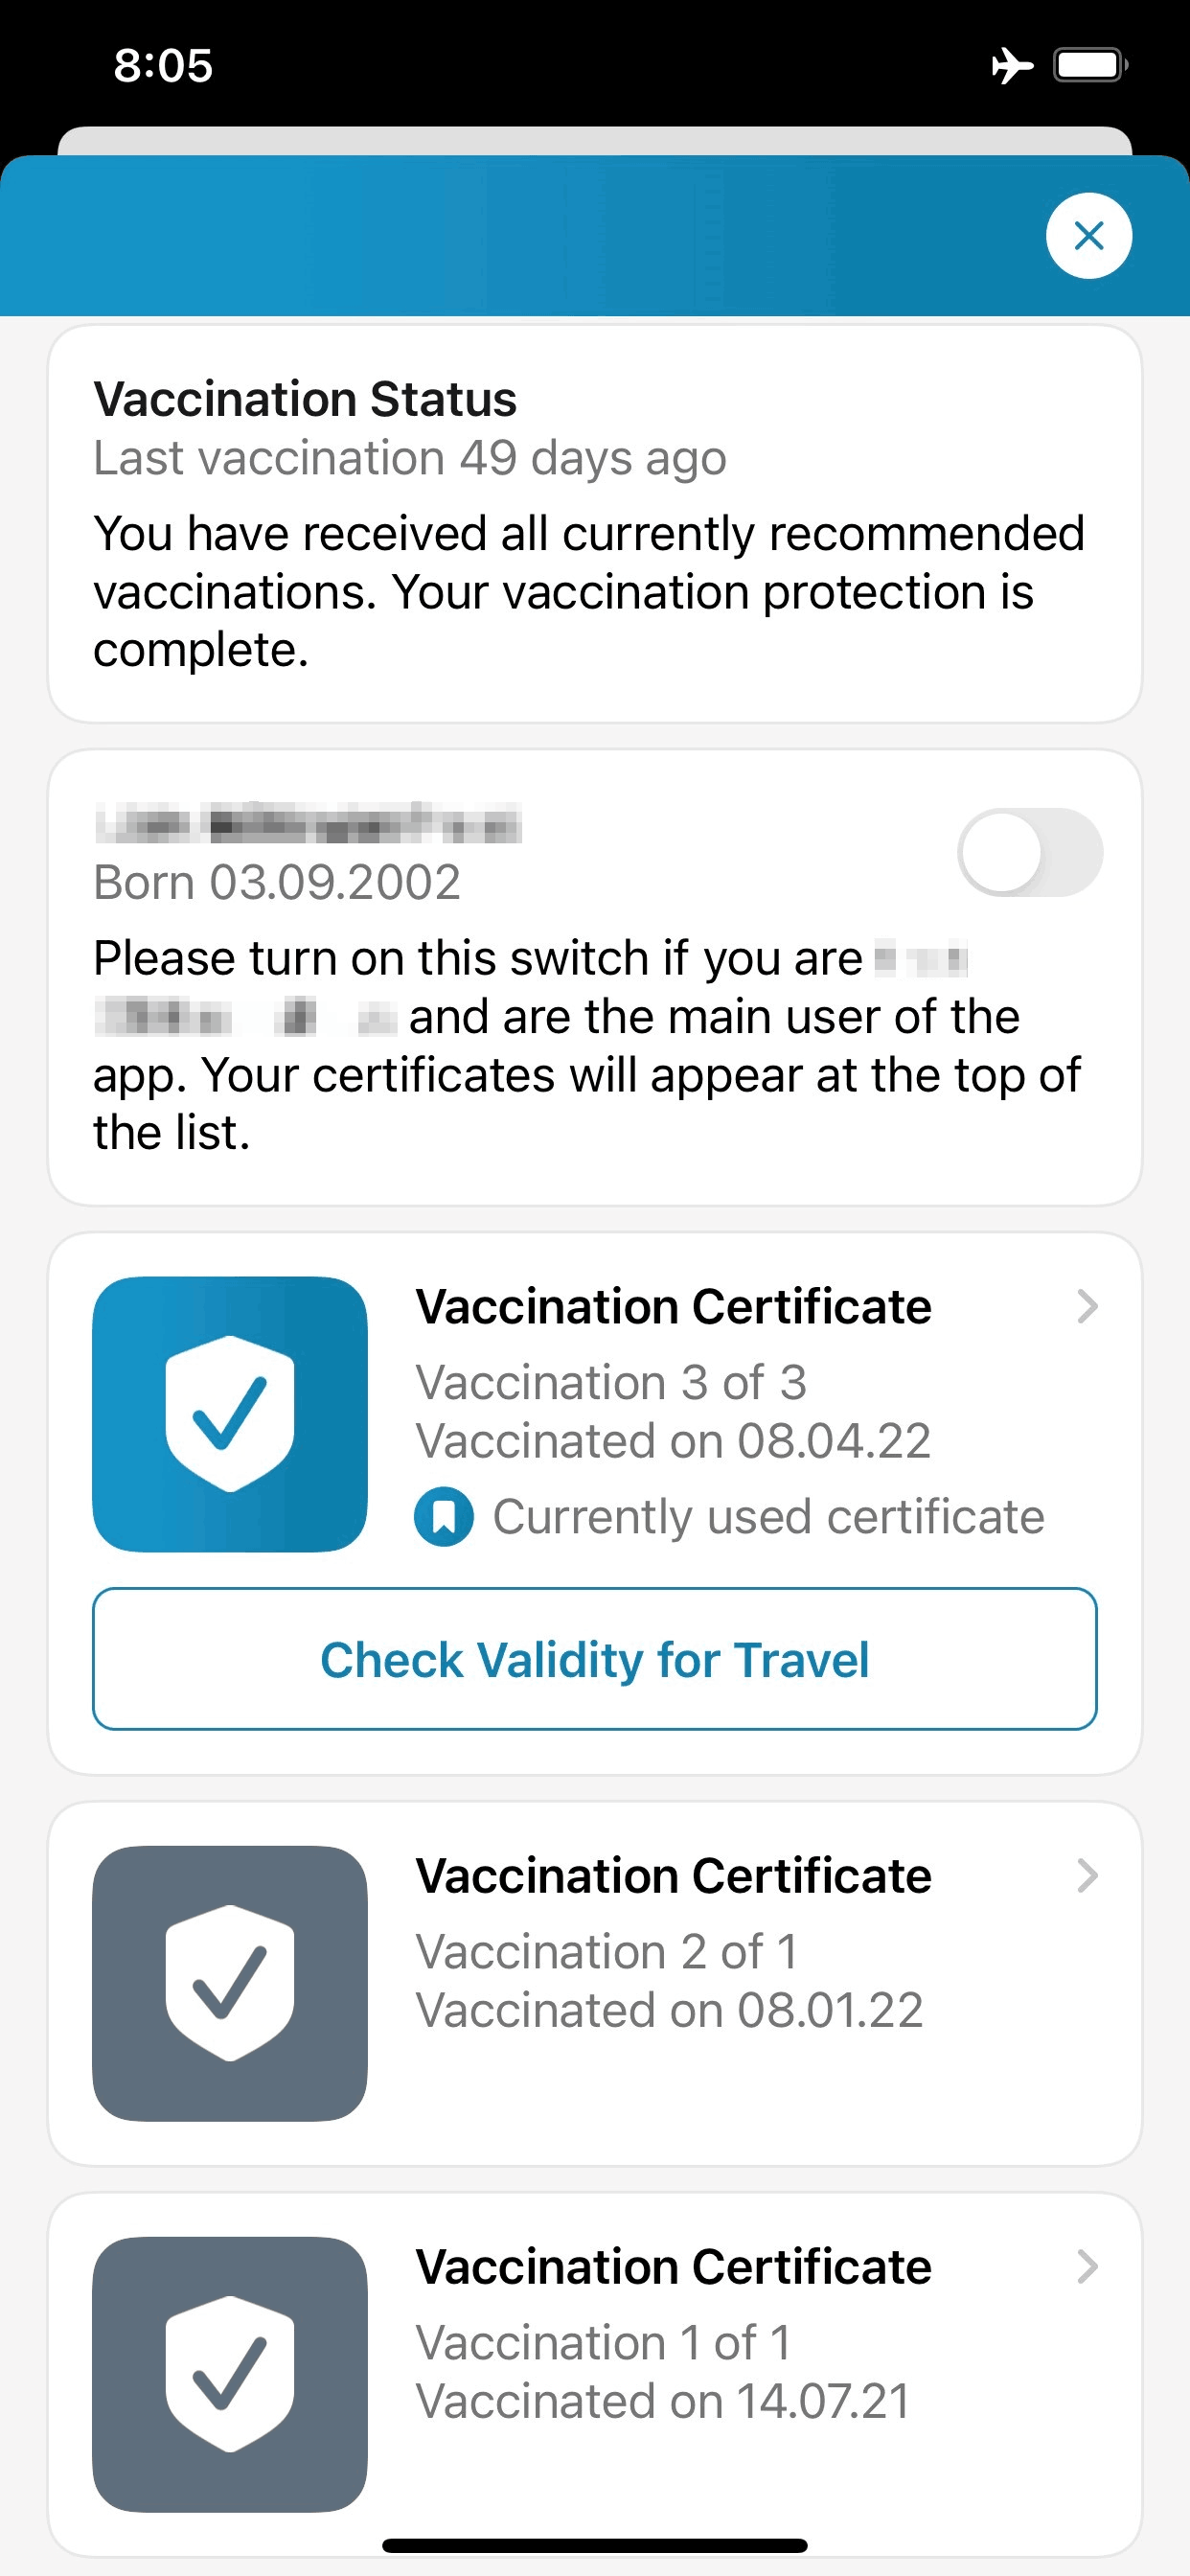 8:05
Vaccination Status
Last vaccination 49 days ago
You have received all currently recommended
vaccinations. Your vaccination protection is
complete.
Born 03.09.2002
Please turn on this switch if you are
and are the main user of the
app. Your certificates will appear at the top of
the list.
Vaccination Certificate
Vaccination 3 of 3
Vaccinated on 08.04.22
Currently used certificate
Check Validity for Travel
Vaccination Certificate
Vaccination 2 of 1
Vaccinated on 08.01.22
Vaccination Certificate
Vaccination 1 of 1
Vaccinated on 14.07.21